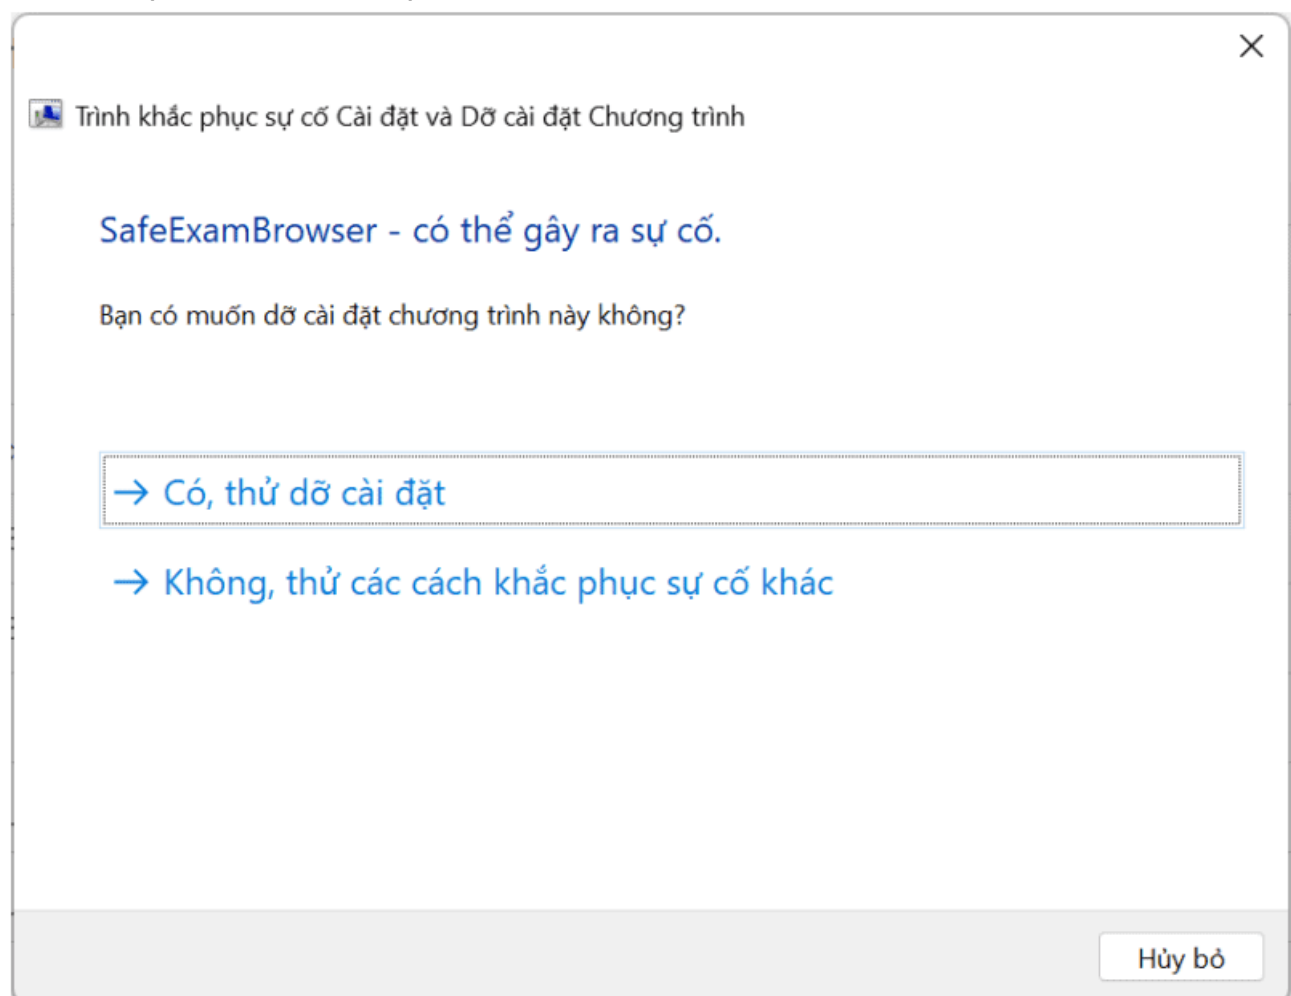 Trình khắc phục sự cố Cài đặt và Dỡ cài đặt Chương trình
SafeExamBrowser - có thể gây ra sự cố.
Bạn có muốn dỡ cài đặt chương trình này không?
→ Có, thử dỡ cài đặt
→ Không, thử các cách khắc phục sự cố khác
Hủy bỏ